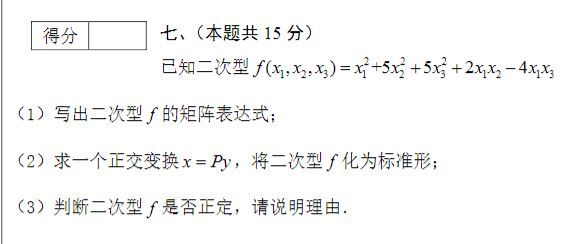 得分
七、（本题共 15 分）
已知二次型 f(x₁,x₂,x₃) = x₁²+5x₂²+5x₃²+2x₁x₂−4x₁x₃
（1）写出二次型 f 的矩阵表达式；
（2）求一个正交变换 x = Py，将二次型 f 化为标准形；
（3）判断二次型 f 是否正定，请说明理由.